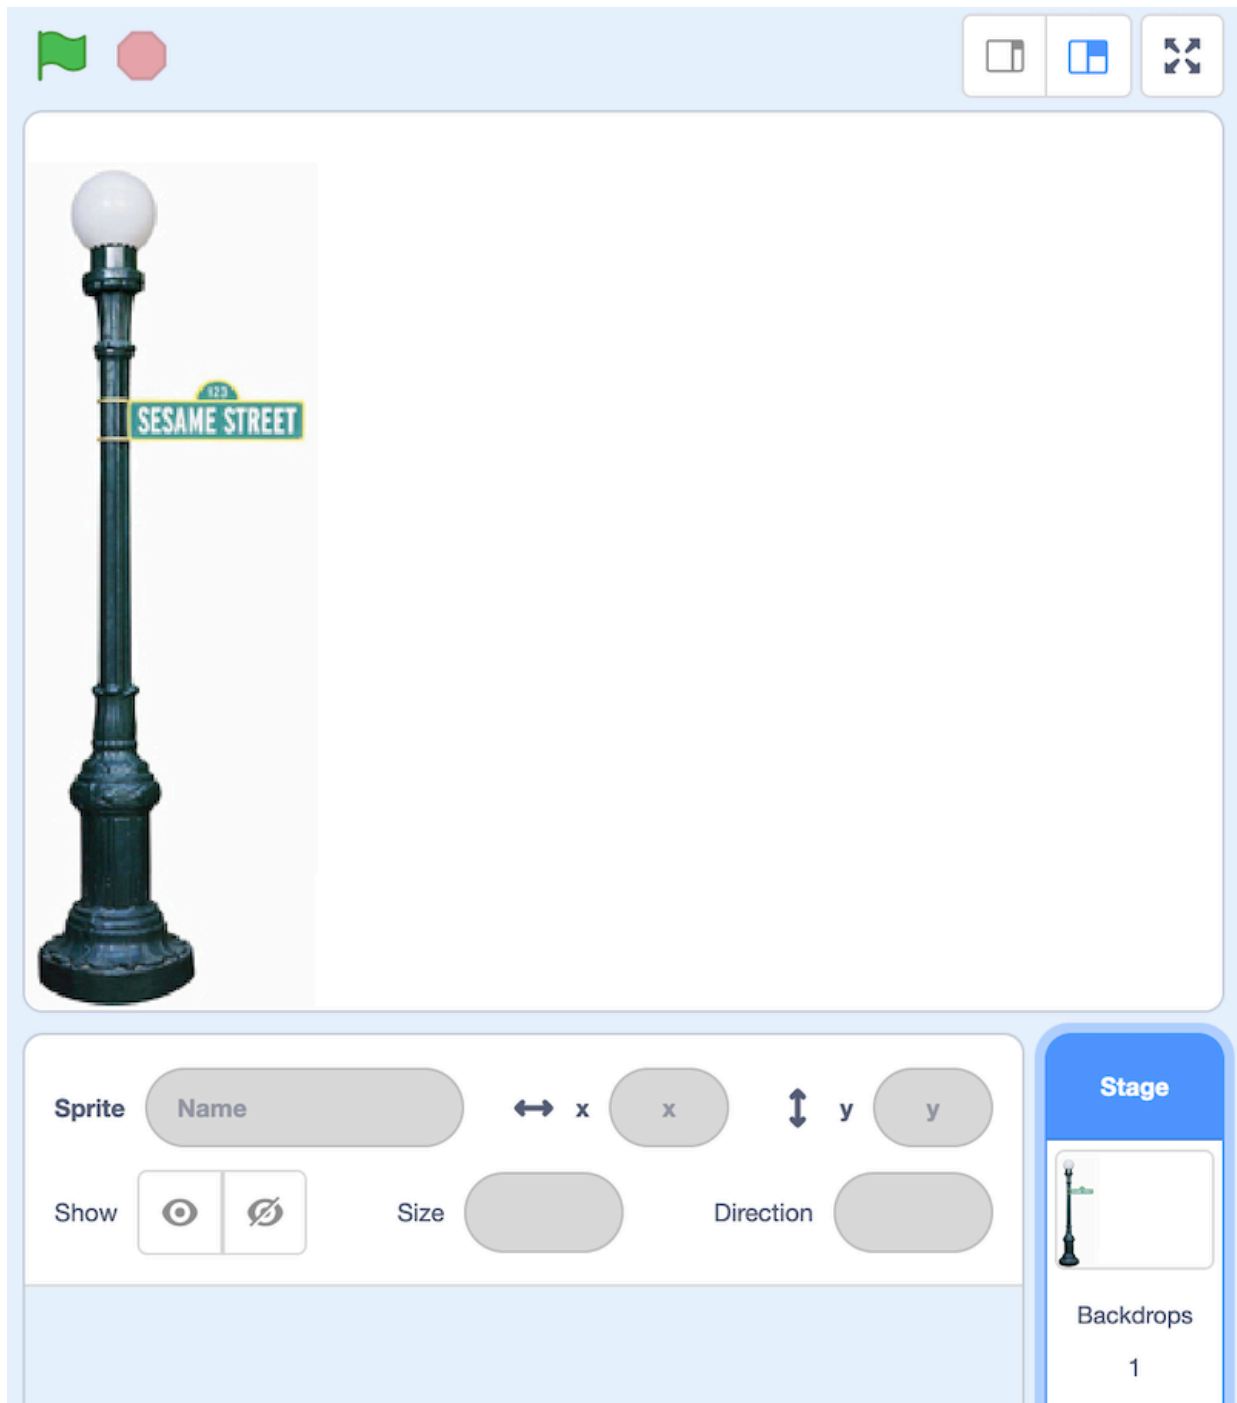 123
SESAME STREET
Sprite Name x x y y
Show Size Direction
Stage
Backdrops
1